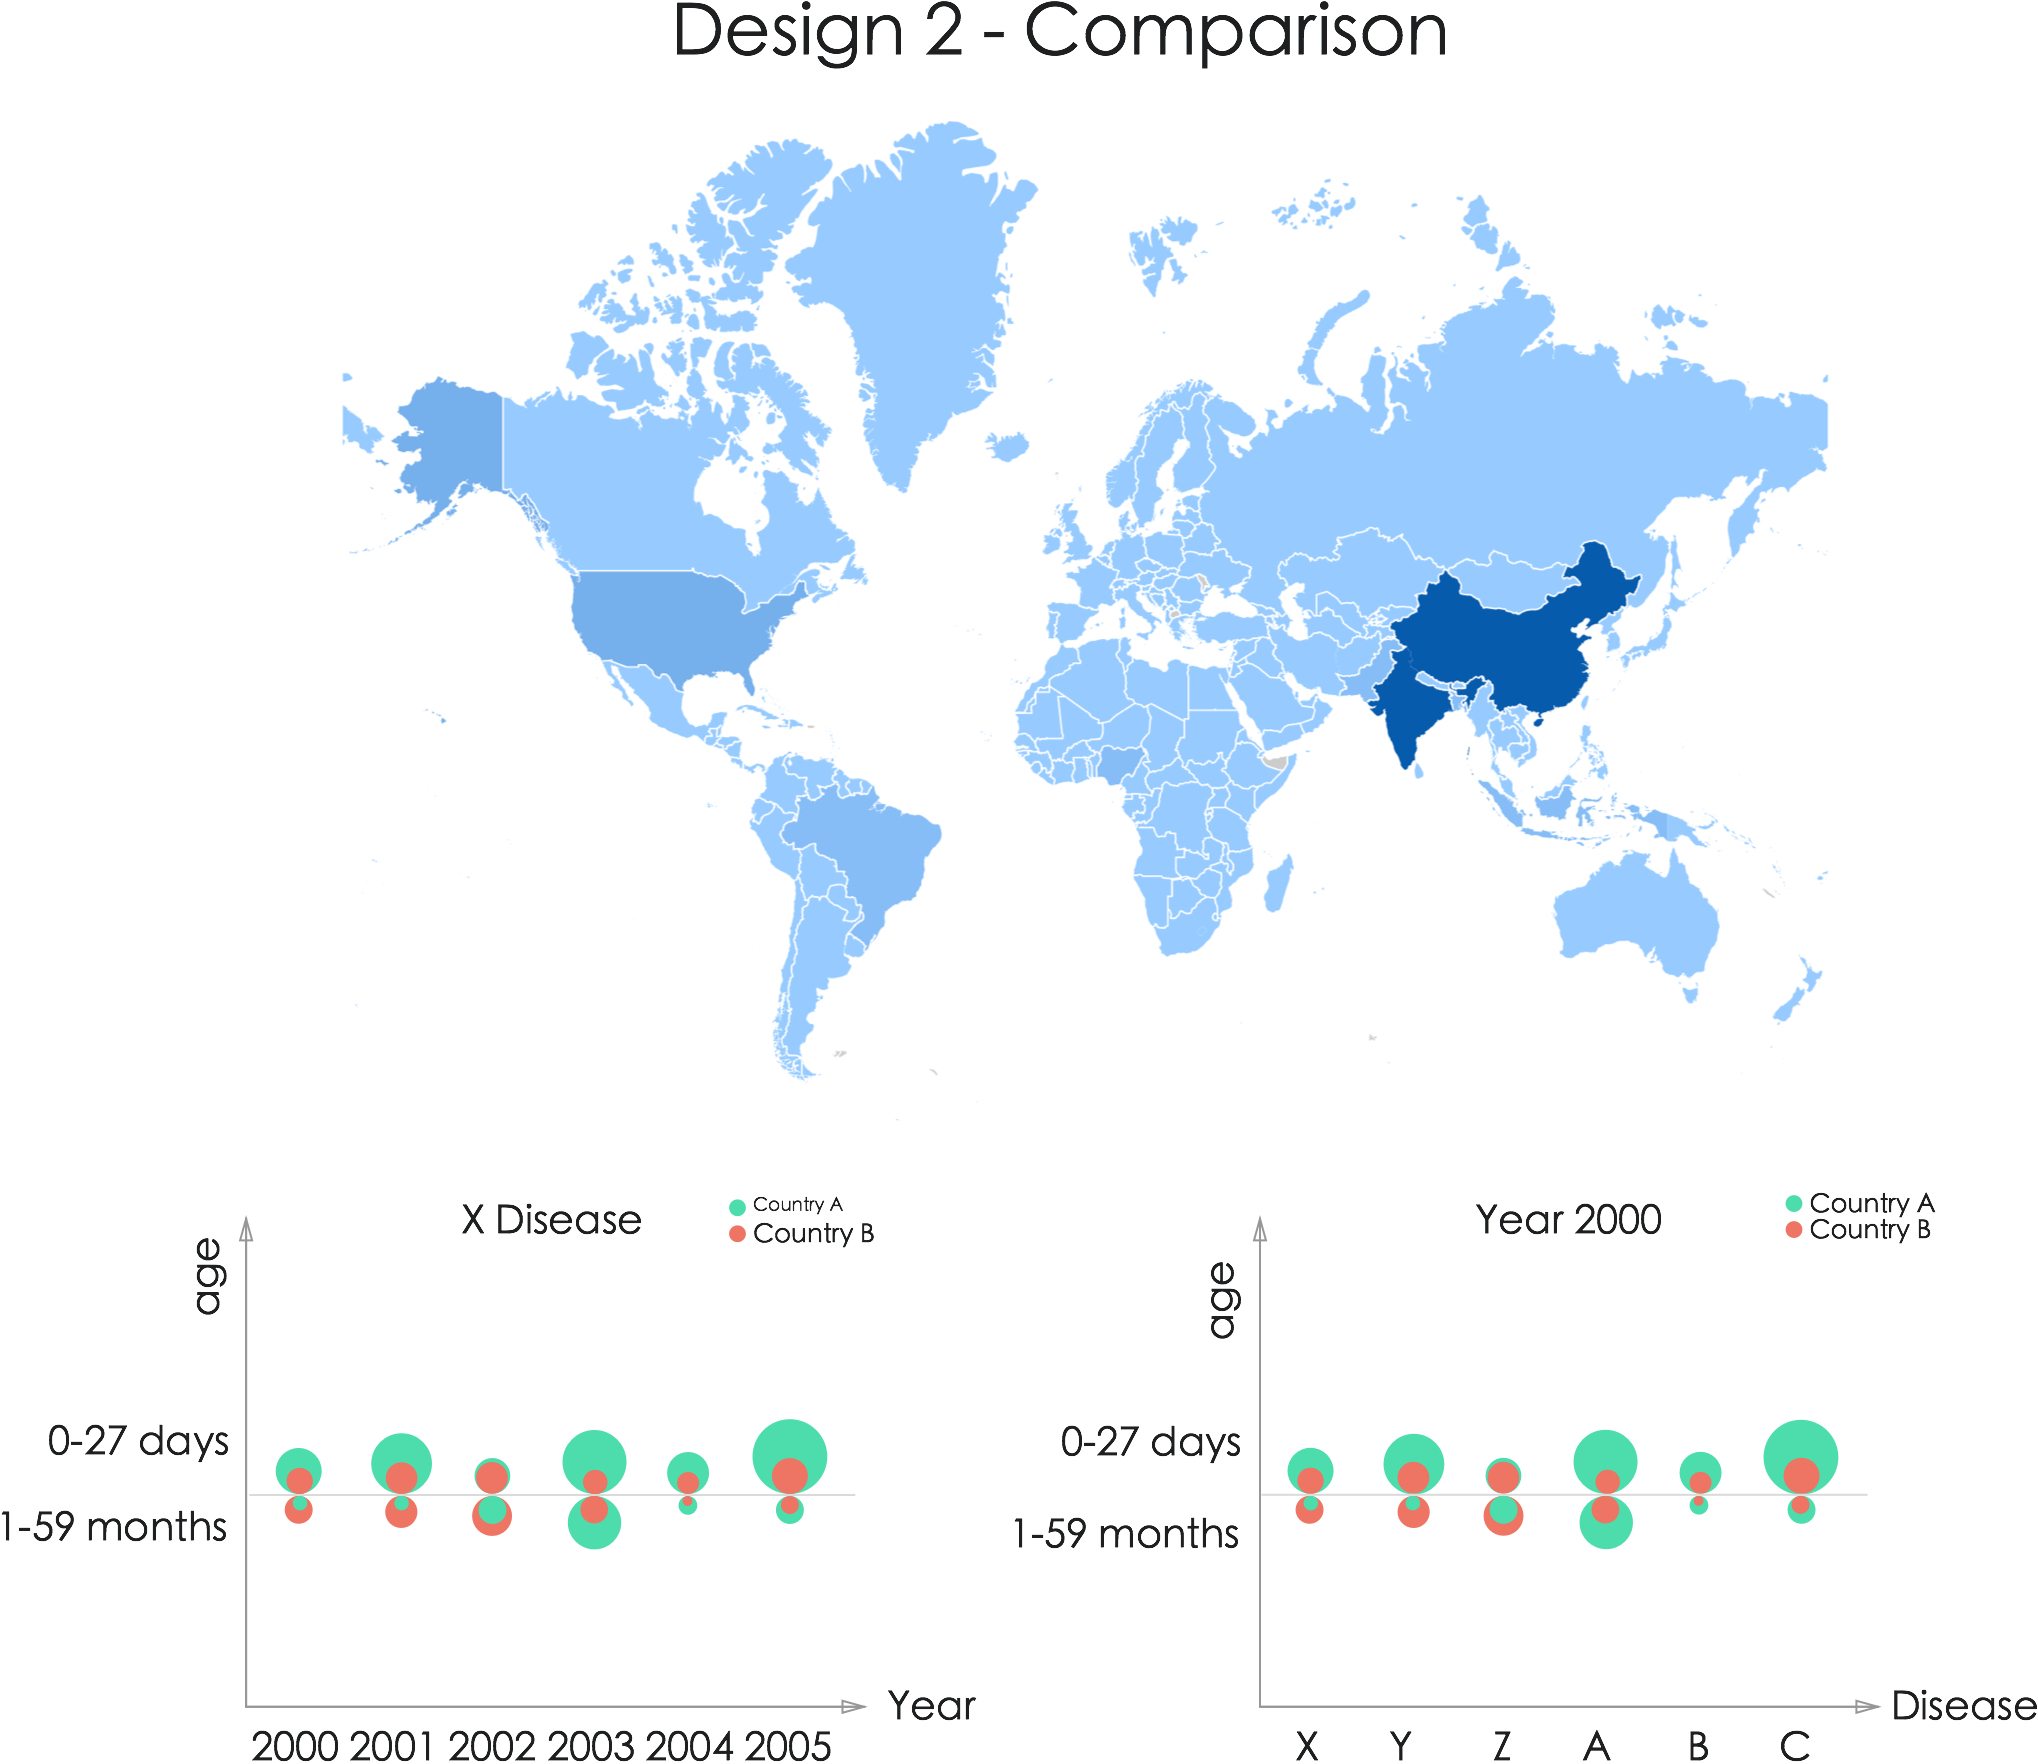 Design 2 - Comparison
X Disease
Country A
Country B
age
0-27 days
1-59 months
Year
2000 2001 2002 2003 2004 2005
Year 2000
Country A
Country B
age
0-27 days
1-59 months
Disease
X Y Z A B C